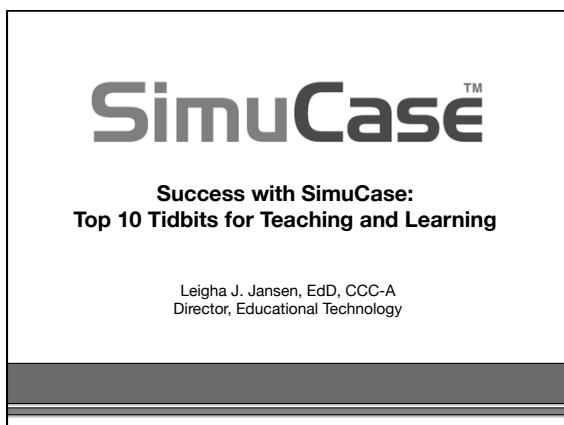 SimuCase™
Success with SimuCase:
Top 10 Tidbits for Teaching and Learning
Leigha J. Jansen, EdD, CCC-A
Director, Educational Technology